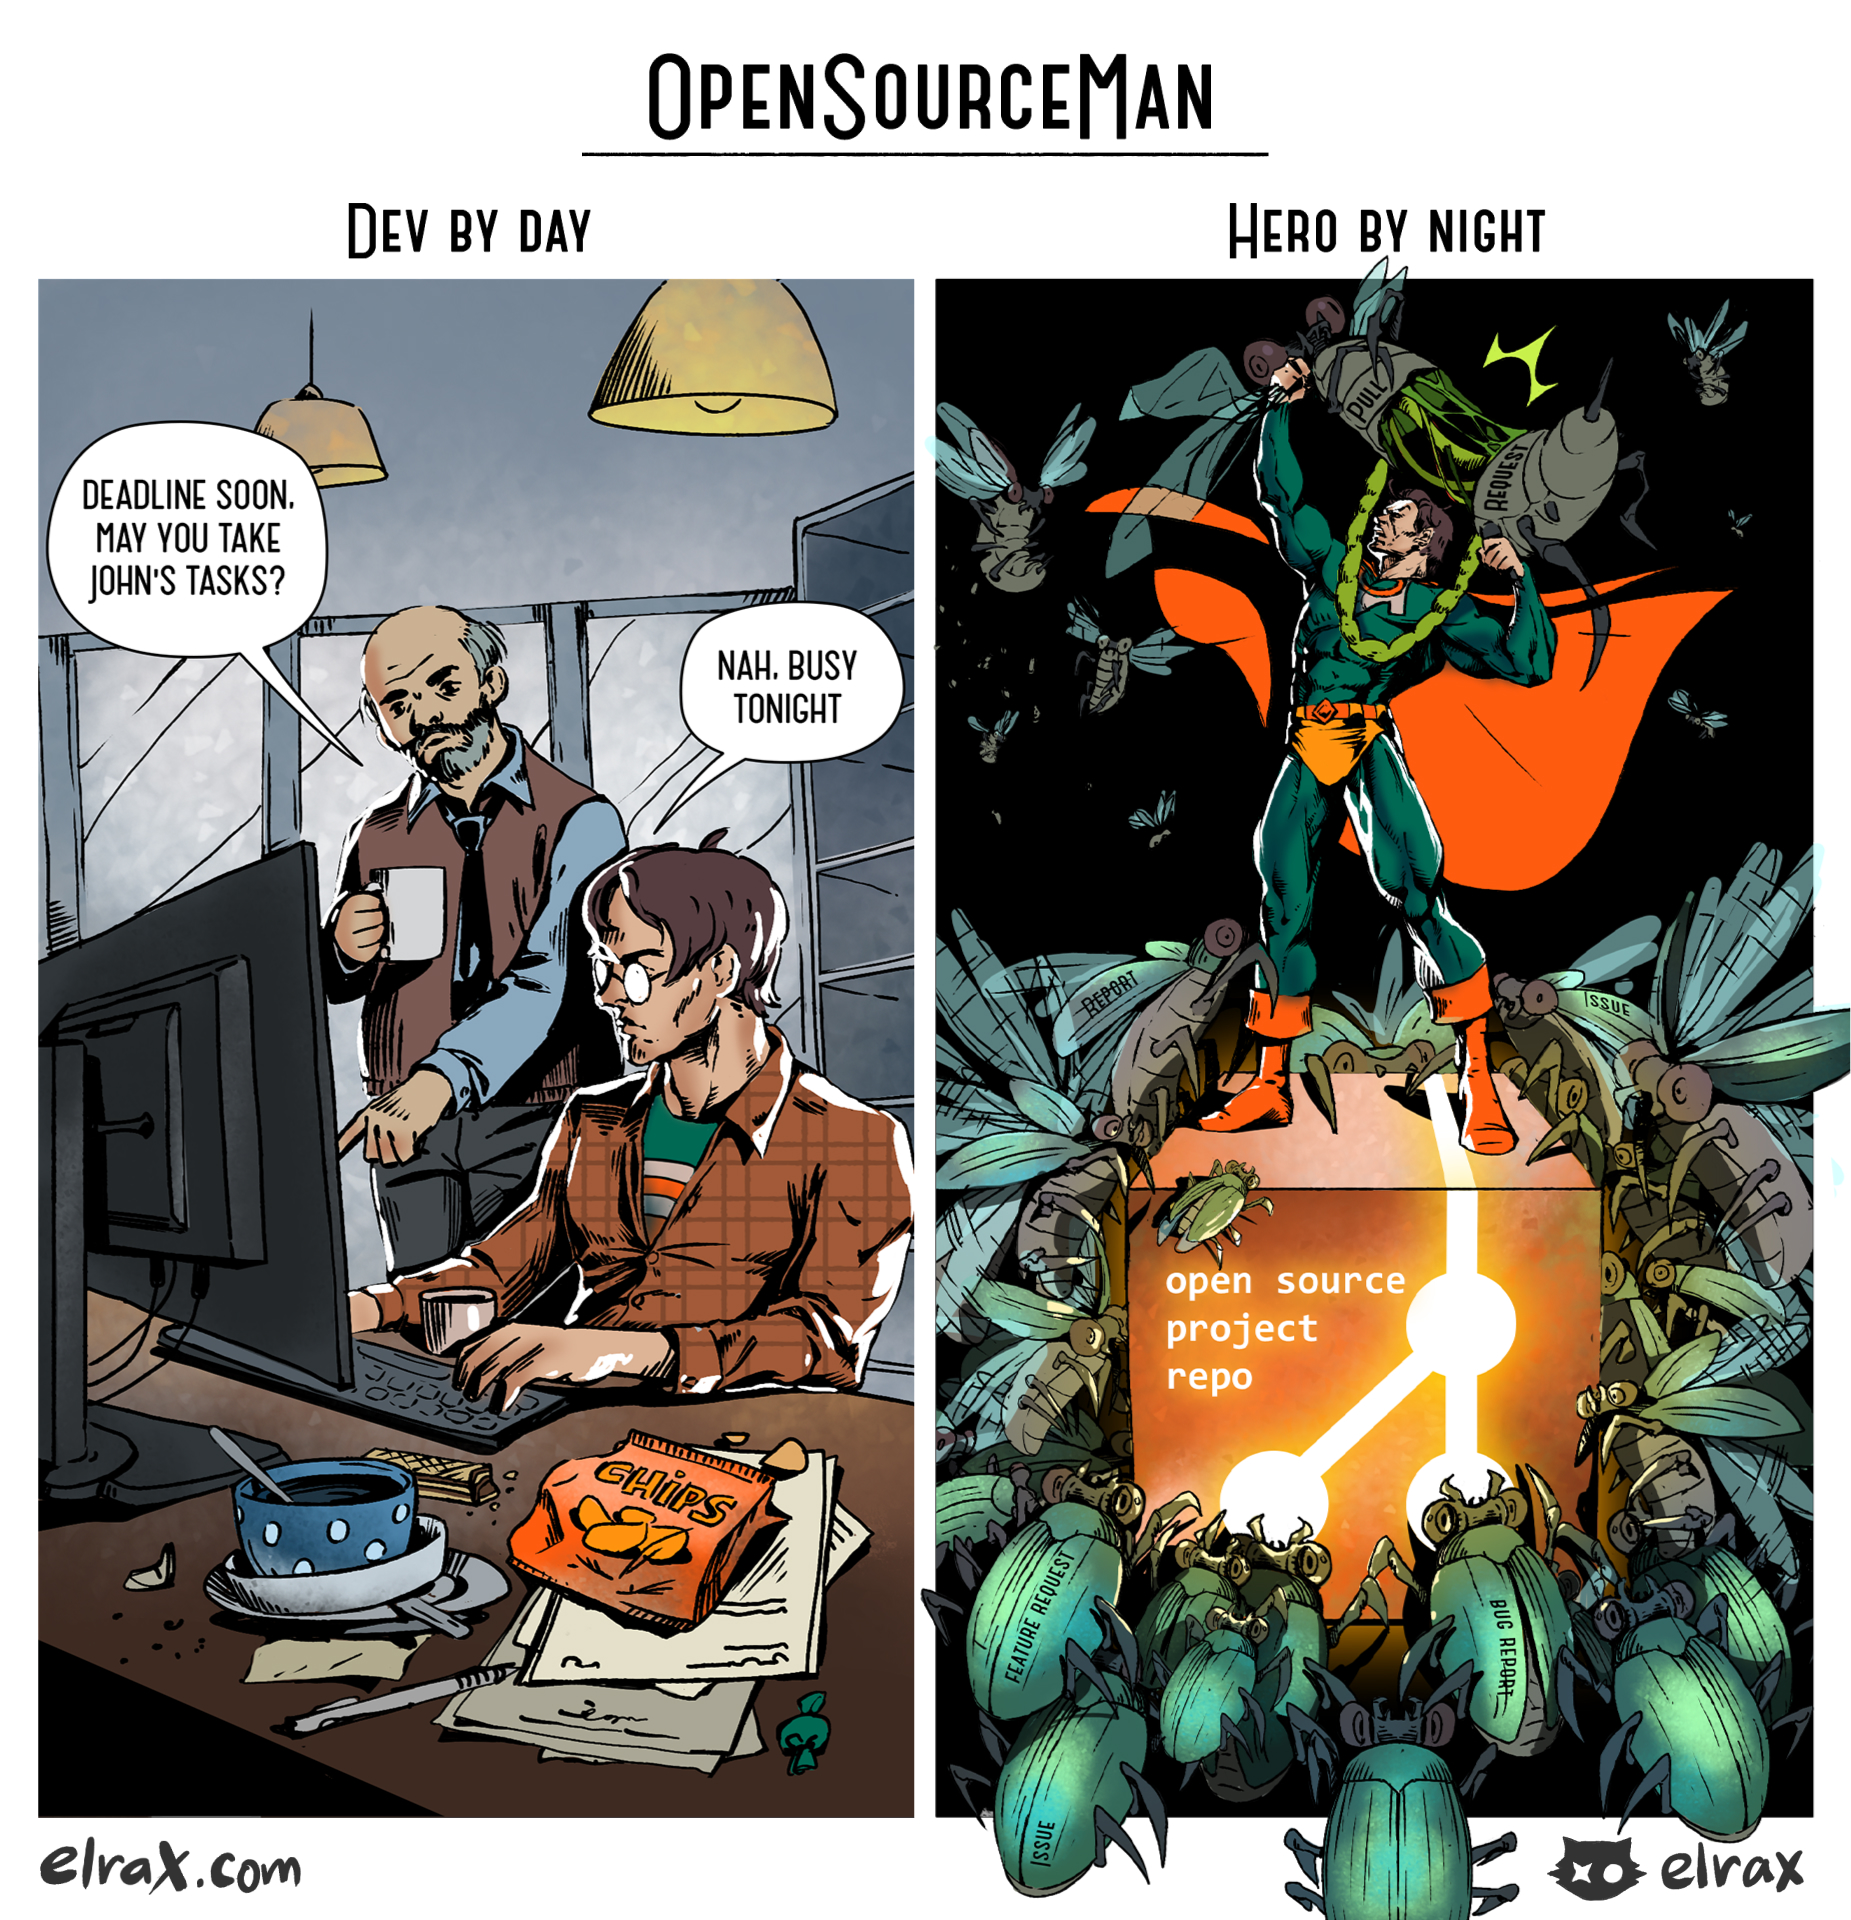 OpenSourceMan
Dev by day
Hero by night
DEADLINE SOON,
MAY YOU TAKE
JOHN'S TASKS?
NAH, BUSY
TONIGHT
CHiPS
PULL
REQUEST
REPORT
ISSUE
open source
project
repo
FEATURE REQUEST
BUG REPORT
ISSUE
elrax.com
elrax